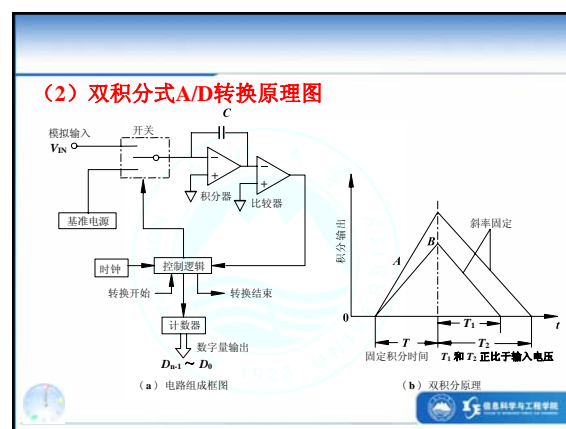 （2）双积分式A/D转换原理图
C
模拟输入
开关
VIN
−
+
积分器
−
+
比较器
基准电源
时钟
控制逻辑
转换开始
转换结束
计数器
数字量输出
Dn-1 ～ D0
（a）电路组成框图
积分输出
斜率固定
A
B
0
T1
t
T
T2
固定积分时间
T1 和 T2 正比于输入电压
（b）双积分原理
信息科学与工程学院